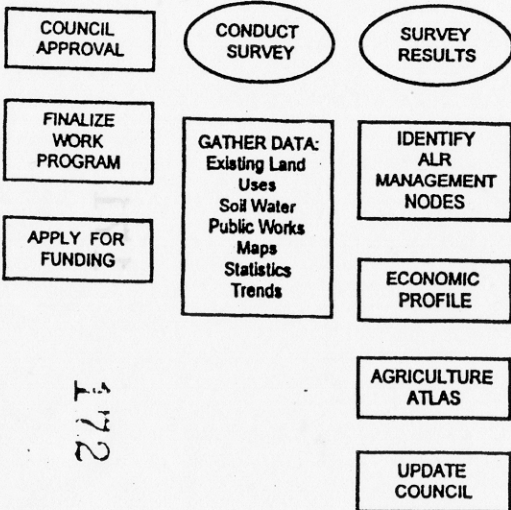 COUNCIL
APPROVAL
FINALIZE
WORK
PROGRAM
APPLY FOR
FUNDING
CONDUCT
SURVEY
GATHER DATA:
Existing Land
Uses
Soil Water
Public Works
Maps
Statistics
Trends
SURVEY
RESULTS
IDENTIFY
ALR
MANAGEMENT
NODES
ECONOMIC
PROFILE
AGRICULTURE
ATLAS
UPDATE
COUNCIL
172